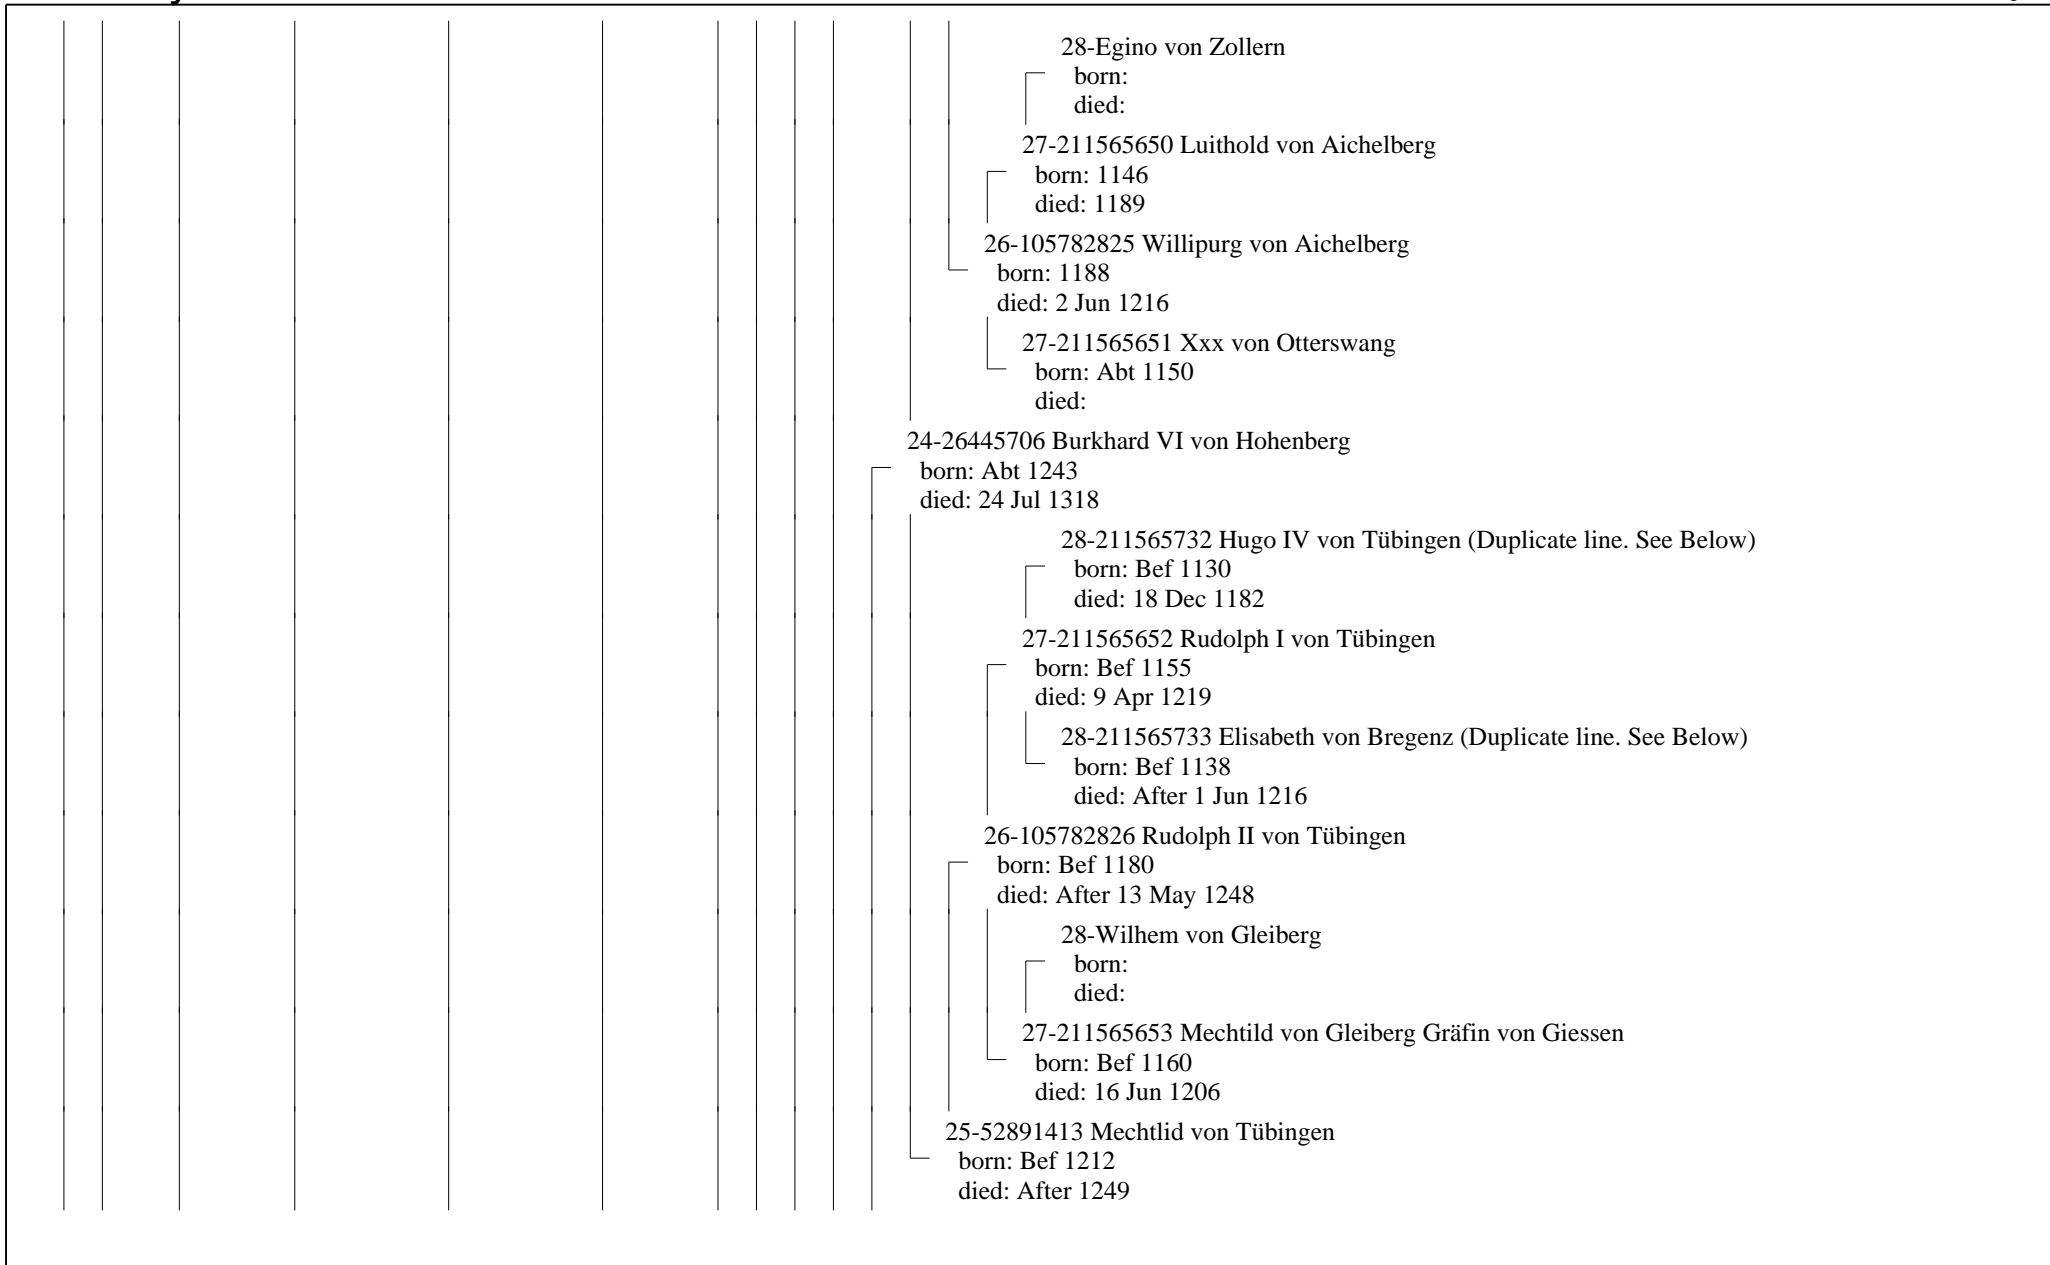 28-Egino von Zollern
born:
died:
27-211565650 Luithold von Aichelberg
born: 1146
died: 1189
26-105782825 Willipurg von Aichelberg
born: 1188
died: 2 Jun 1216
27-211565651 Xxx von Otterswang
born: Abt 1150
died:
24-26445706 Burkhard VI von Hohenberg
born: Abt 1243
died: 24 Jul 1318
28-211565732 Hugo IV von Tübingen (Duplicate line. See Below)
born: Bef 1130
died: 18 Dec 1182
27-211565652 Rudolph I von Tübingen
born: Bef 1155
died: 9 Apr 1219
28-211565733 Elisabeth von Bregenz (Duplicate line. See Below)
born: Bef 1138
died: After 1 Jun 1216
26-105782826 Rudolph II von Tübingen
born: Bef 1180
died: After 13 May 1248
28-Wilhem von Gleiberg
born:
died:
27-211565653 Mechtild von Gleiberg Gräfin von Giessen
born: Bef 1160
died: 16 Jun 1206
25-52891413 Mechtlid von Tübingen
born: Bef 1212
died: After 1249